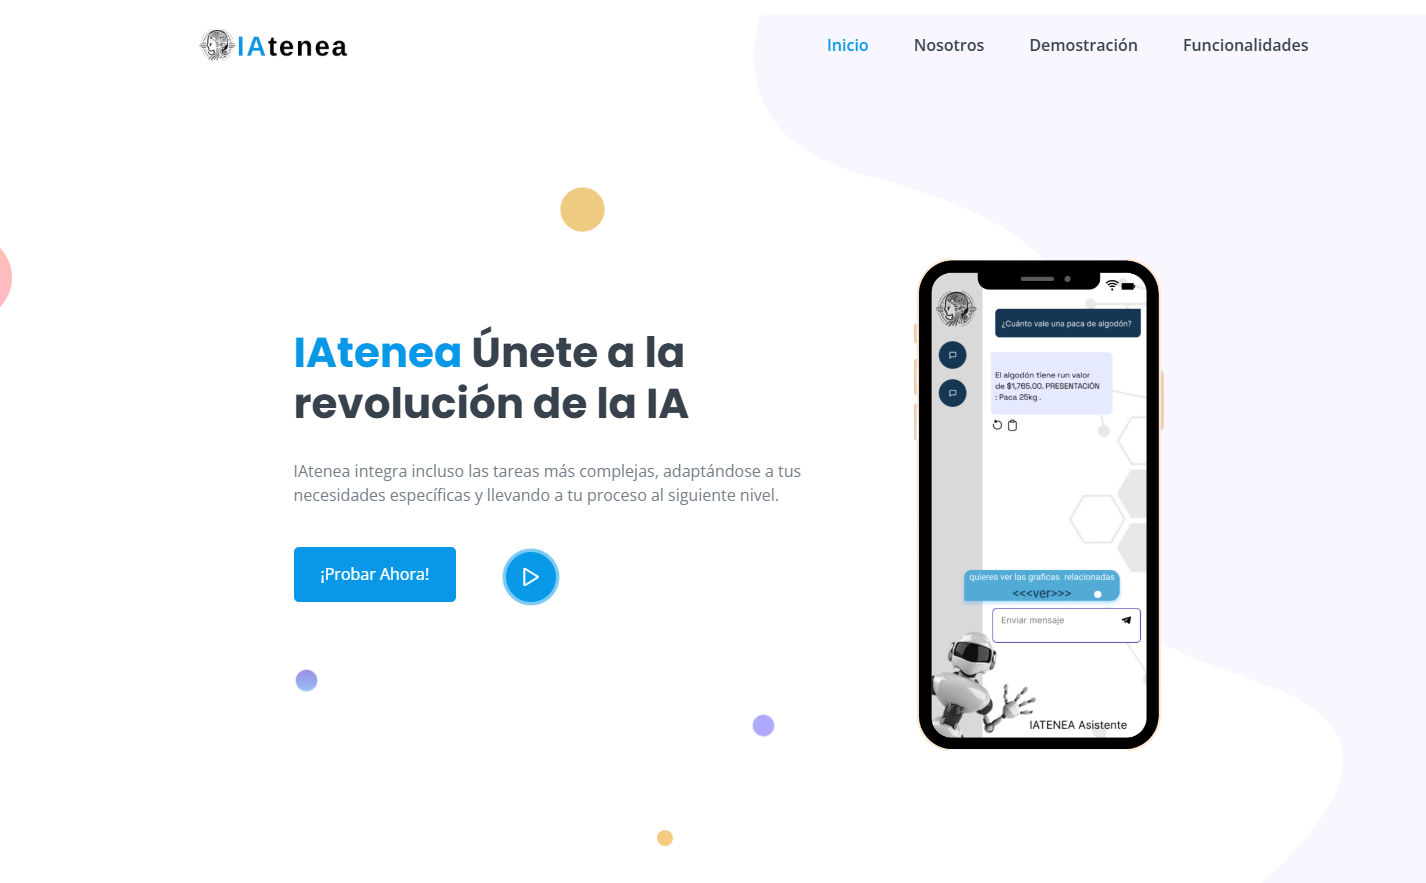 IAtenea
Inicio
Nosotros
Demostración
Funcionalidades
IAtenea Únete a la
revolución de la IA
IAtenea integra incluso las tareas más complejas, adaptándose a tus
necesidades específicas y llevando a tu proceso al siguiente nivel.
¡Probar Ahora!
¿Cuánto vale una paca de algodón?
El algodón tiene run valor
de $1,765.00. PRESENTACIÓN
: Paca 25kg .
quieres ver las graficas relacionadas
<<<ver>>>
Enviar mensaje
IATENEA Asistente